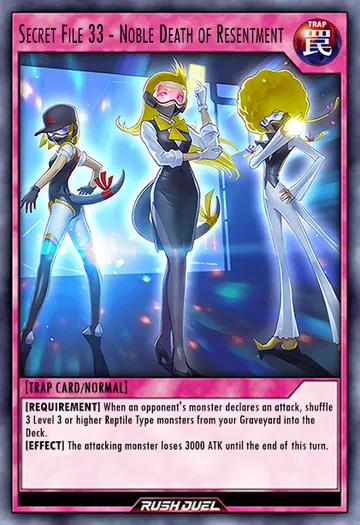 Secret File 33 - Noble Death of Resentment
TRAP
罠
[TRAP CARD/NORMAL]
[REQUIREMENT] When an opponent's monster declares an attack, shuffle
3 Level 3 or higher Reptile Type monsters from your Graveyard into the
Deck.
[EFFECT] The attacking monster loses 3000 ATK until the end of this turn.
RUSH DUEL